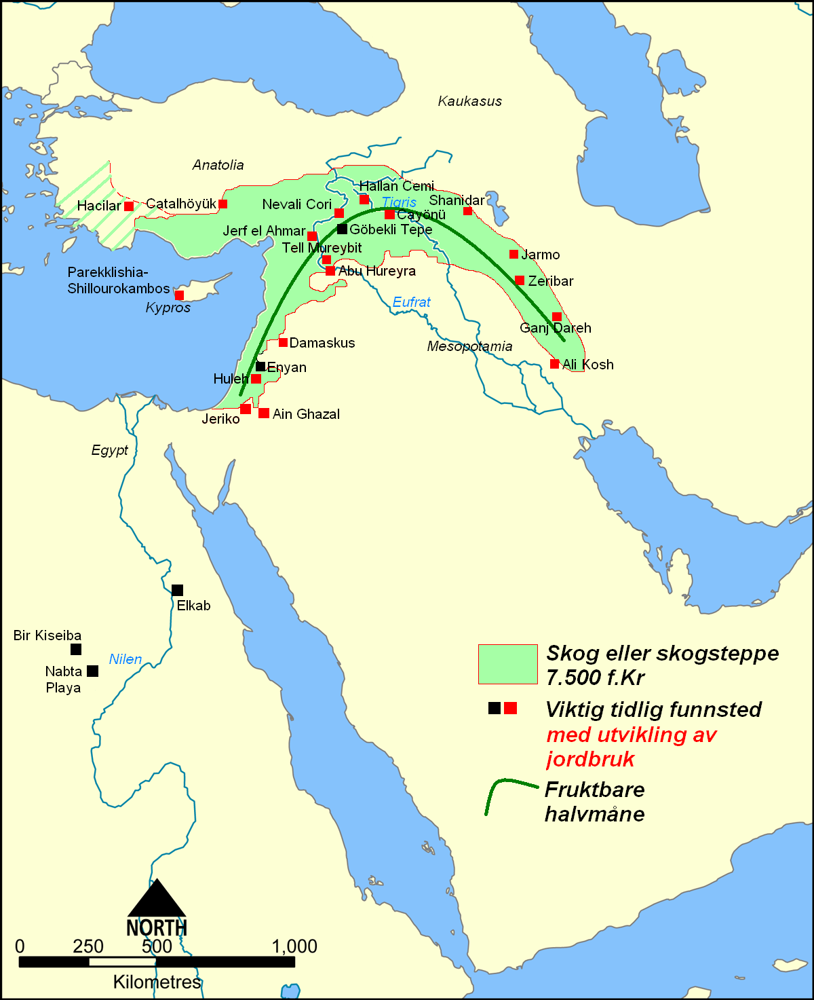 Kaukasus
Anatolia
Hallan Cemi
Hacilar
Catalhöyük
Nevali Cori
Tigris
Shanidar
Cayönü
Jerf el Ahmar
Göbekli Tepe
Tell Mureybit
Jarmo
Abu Hureyra
Zeribar
Parekklishia-
Shillourokambos
Kypros
Eufrat
Ganj Dareh
Damaskus
Mesopotamia
Enyan
Ali Kosh
Huleh
Jeriko
Ain Ghazal
Egypt
Elkab
Bir Kiseiba
Nilen
Nabta
Playa
Skog eller skogsteppe
7.500 f.Kr
Viktig tidlig funnsted
med utvikling av
jordbruk
Fruktbare
halvmåne
NORTH
0 250 500 1,000
Kilometres